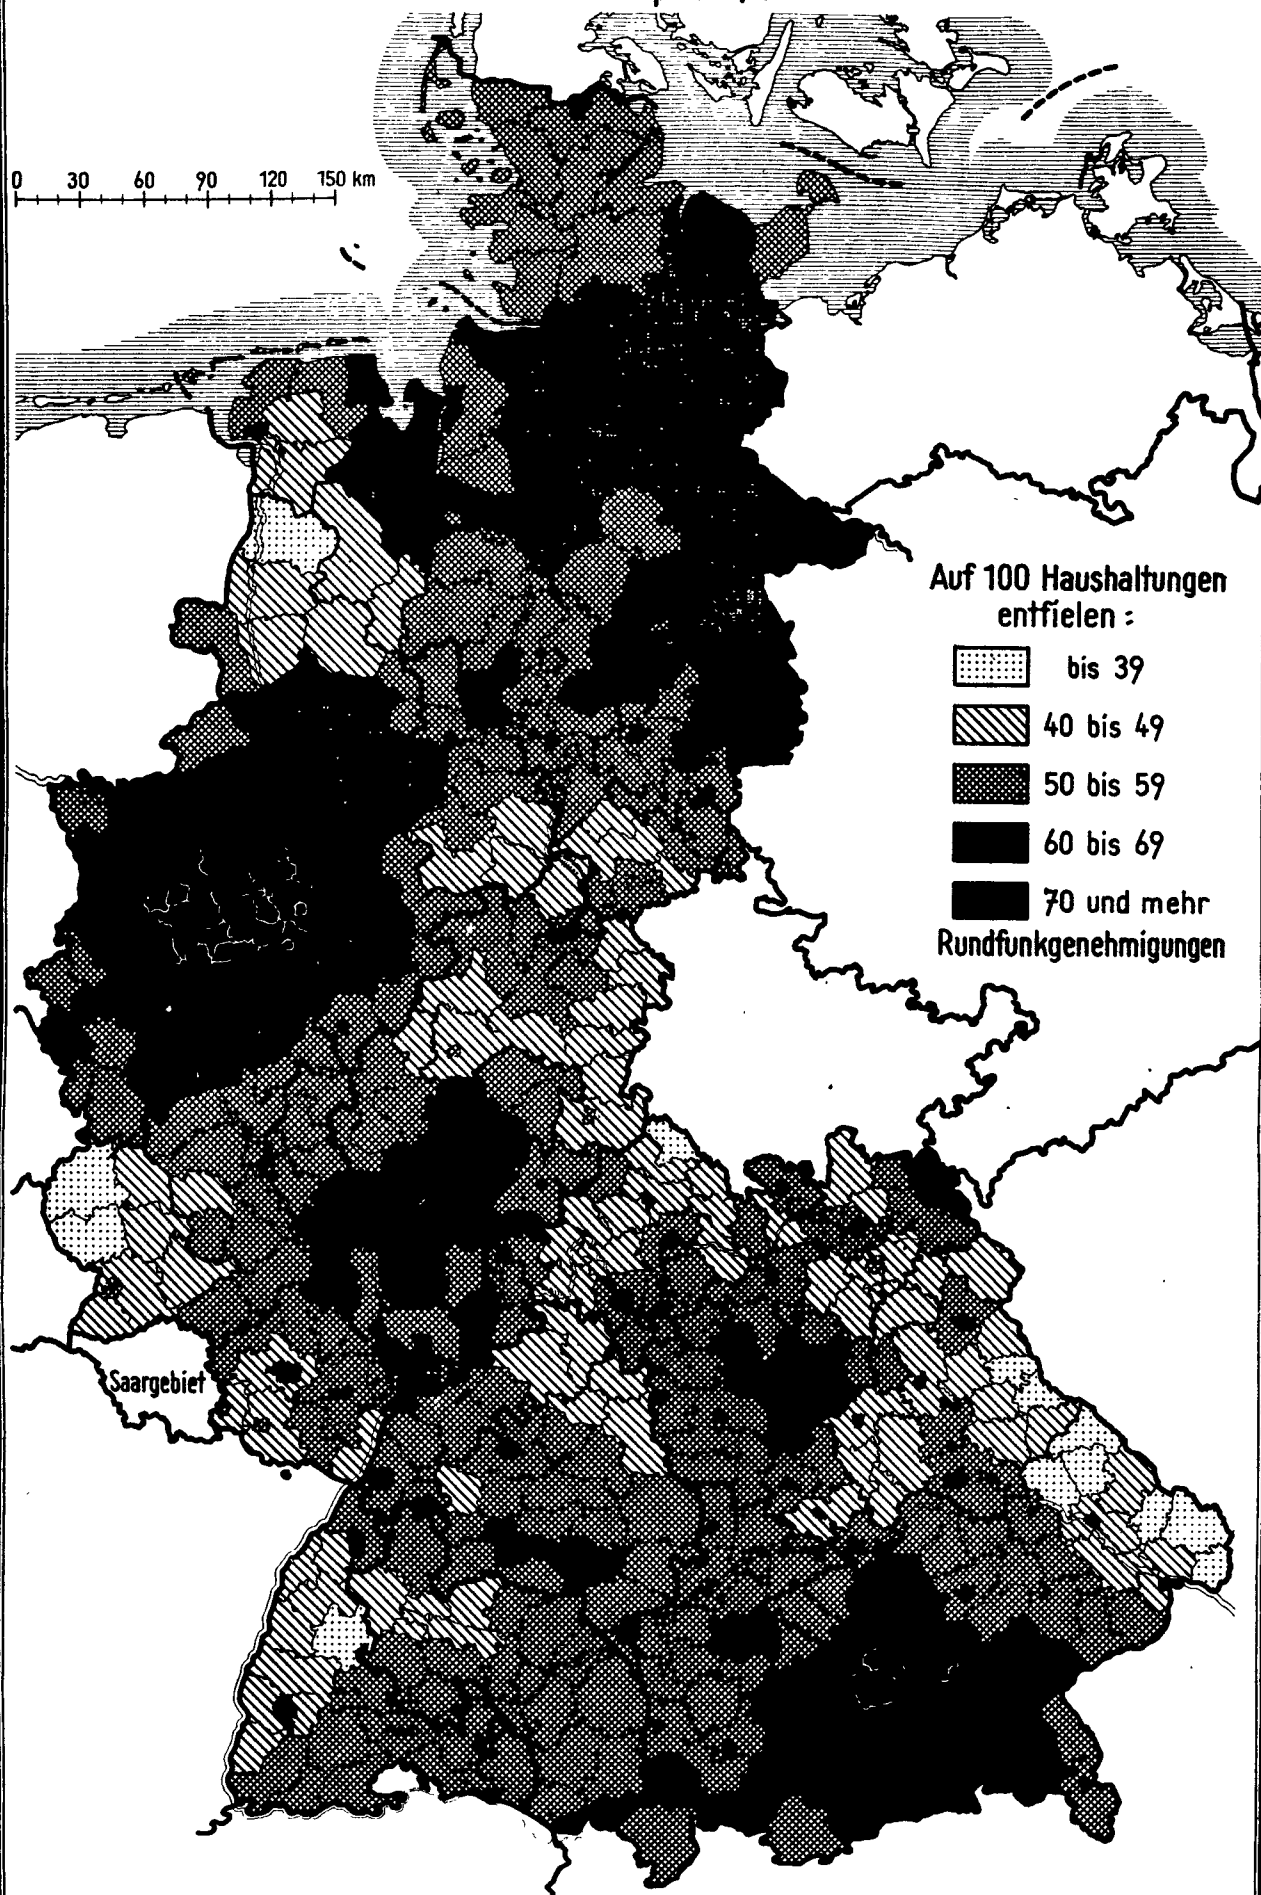 0 30 60 90 120 150 km
Auf 100 Haushaltungen
entfielen :
bis 39
40 bis 49
50 bis 59
60 bis 69
70 und mehr
Rundfunkgenehmigungen
Saargebiet